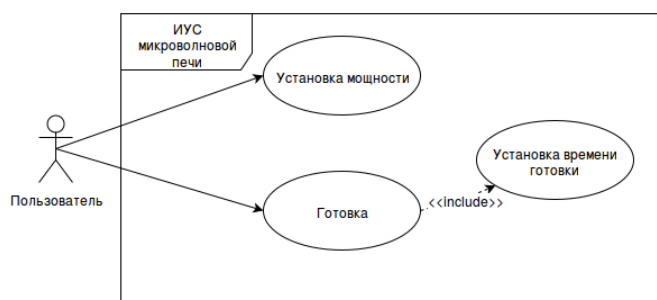 ИУС
микроволновой
печи
Установка мощности
Установка времени
готовки
Пользователь
Готовка
<<include>>